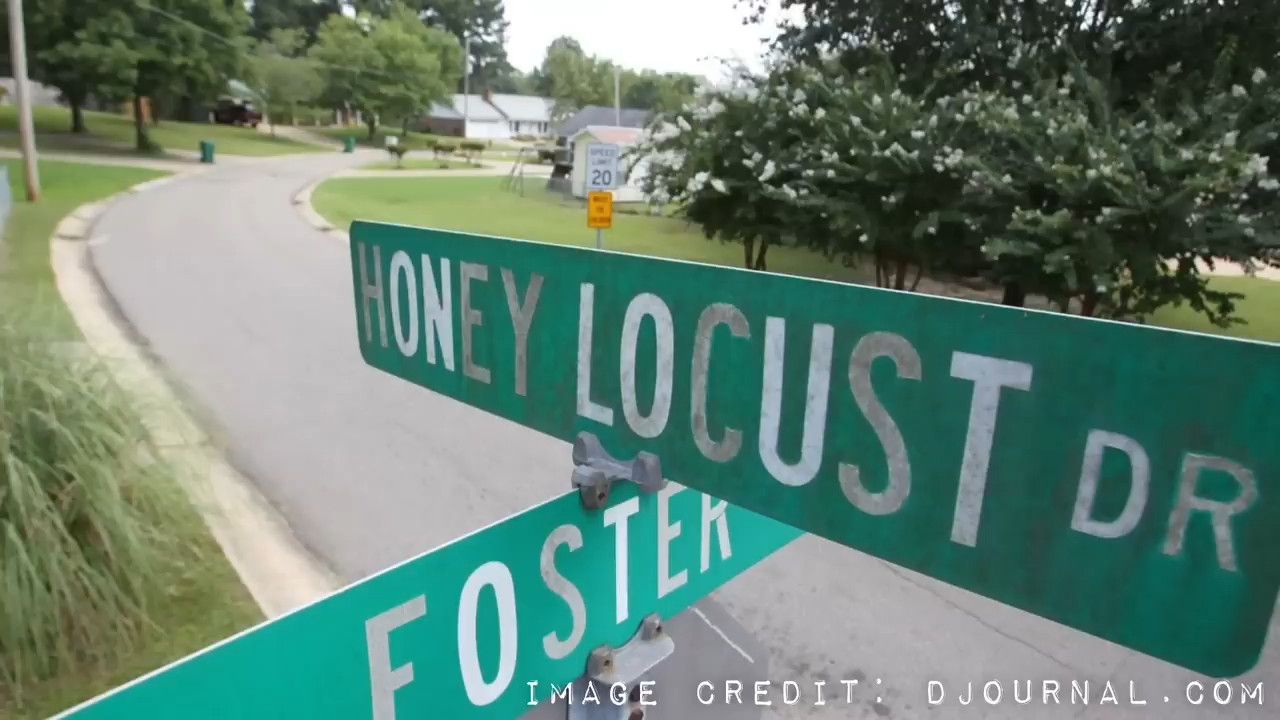 SPEED
LIMIT
20
HONEY LOCUST DR
FOSTER
IMAGE CREDIT: DJOURNAL.COM